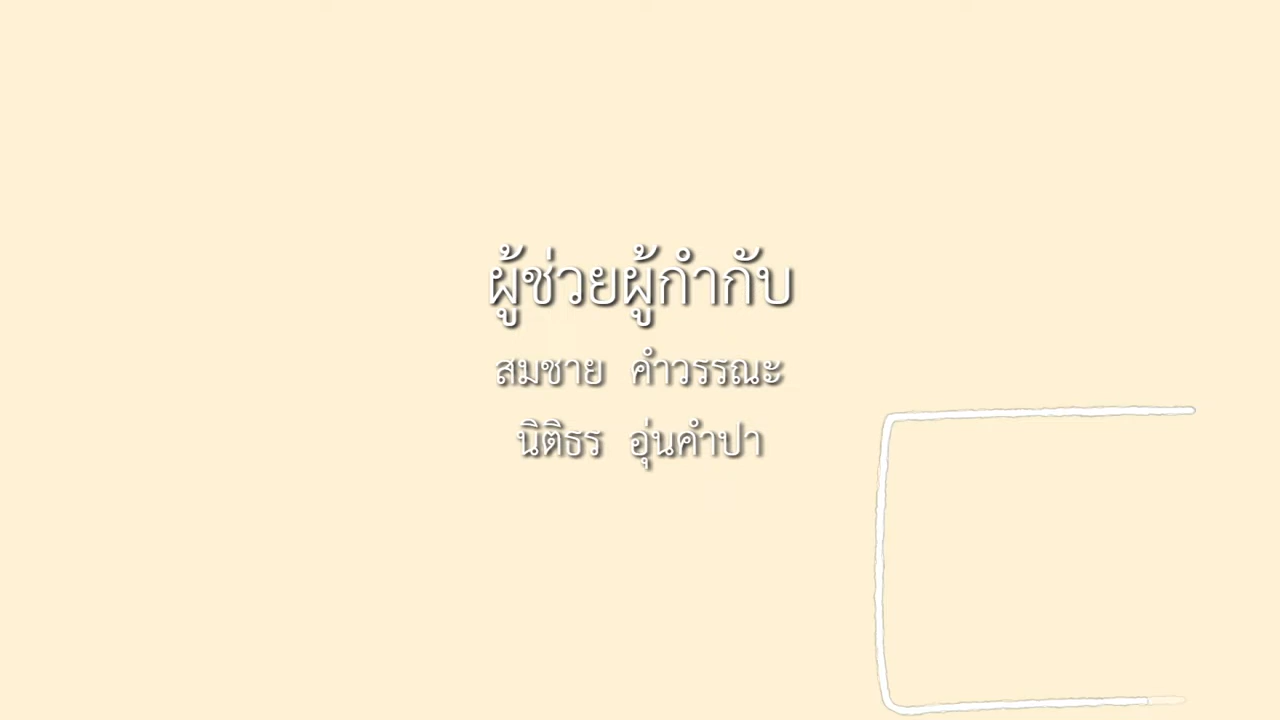 ผู้ช่วยผู้กำกับ
สมชาย คำวรรณะ
นิติธร อุ่นคำปา